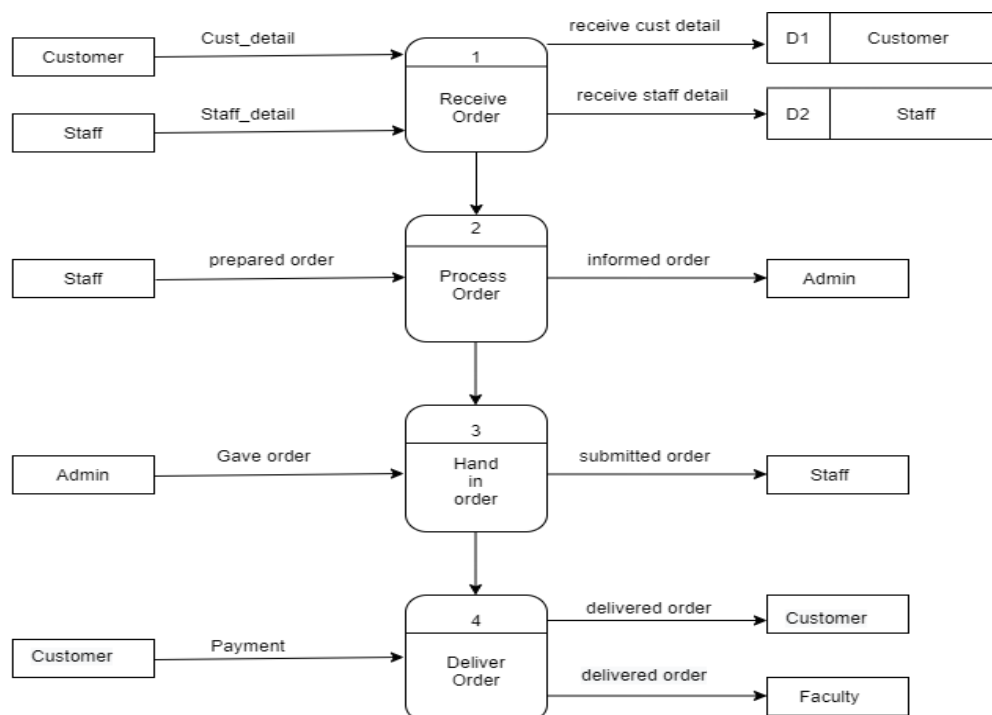 Customer
Cust_detail
1
Receive
Order
receive cust detail
D1
Customer
Staff
Staff_detail
receive staff detail
D2
Staff
Staff
prepared order
2
Process
Order
informed order
Admin
Admin
Gave order
3
Hand
in
order
submitted order
Staff
Customer
Payment
4
Deliver
Order
delivered order
Customer
delivered order
Faculty